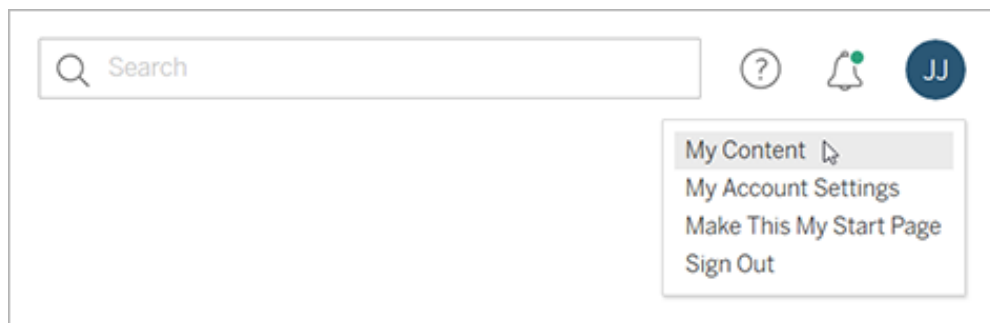 Search
?
JJ
My Content
My Account Settings
Make This My Start Page
Sign Out